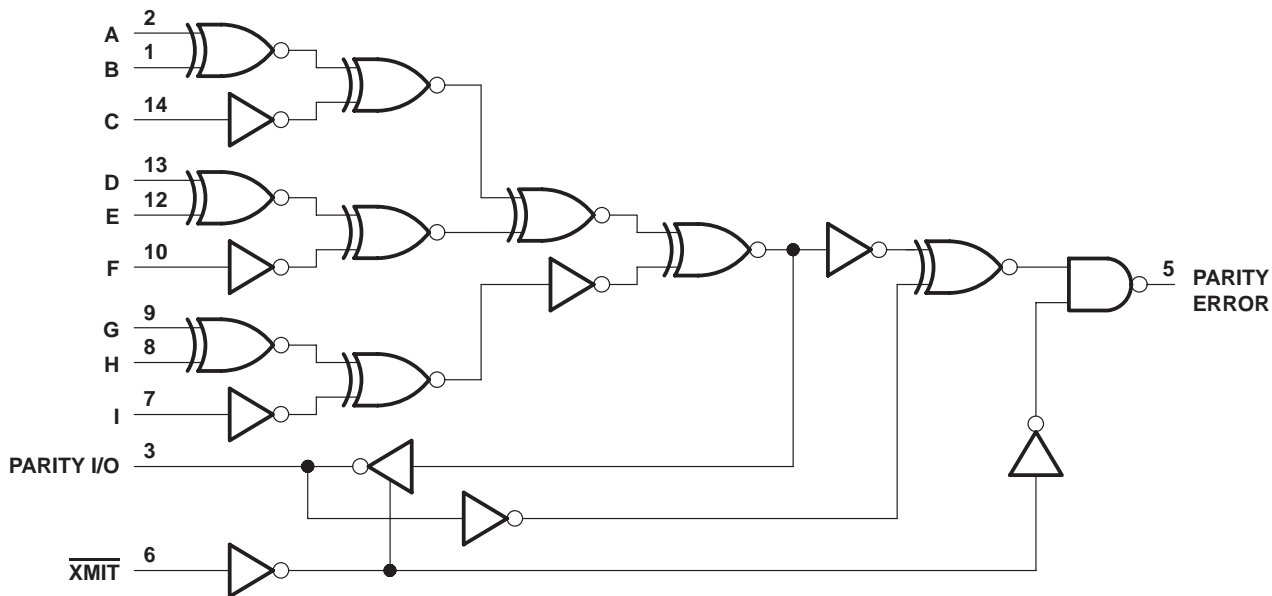 A 2
B 1
C 14
D 13
E 12
F 10
G 9
H 8
I 7
PARITY I/O 3
XMIT 6
5 PARITY
ERROR